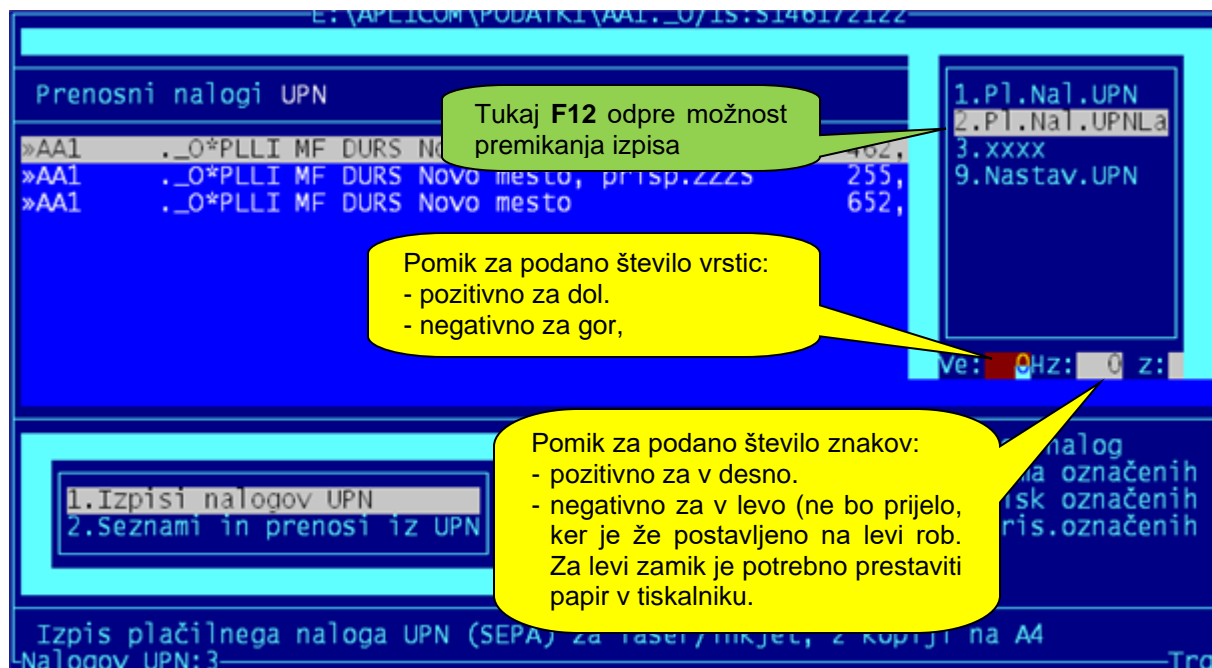 E:\APLICOM\PODATKI\AA1._O/IS:S146172122
Prenosni nalogi UPN
»AA1 ._O*PLLI MF DURS No 462,
»AA1 ._O*PLLI MF DURS Novo mesto, prisp.ZZZS 255,
»AA1 ._O*PLLI MF DURS Novo mesto 652,
Tukaj F12 odpre možnost
premikanja izpisa
1.Pl.Nal.UPN
2.Pl.Nal.UPNLa
3.xxxx
9.Nastav.UPN
Pomik za podano število vrstic:
- pozitivno za dol.
- negativno za gor,
Ve: 0Hz: 0 z:
Pomik za podano število znakov:
- pozitivno za v desno.
- negativno za v levo (ne bo prijelo,
ker je že postavljeno na levi rob.
Za levi zamik je potrebno prestaviti
papir v tiskalniku.
nalog
označenih
isk označenih
ris.označenih
1.Izpisi nalogov UPN
2.Seznami in prenosi iz UPN
Izpis plačilnega naloga UPN (SEPA) za laser/inkjet, 2 kopiji na A4
Nalogov UPN:3